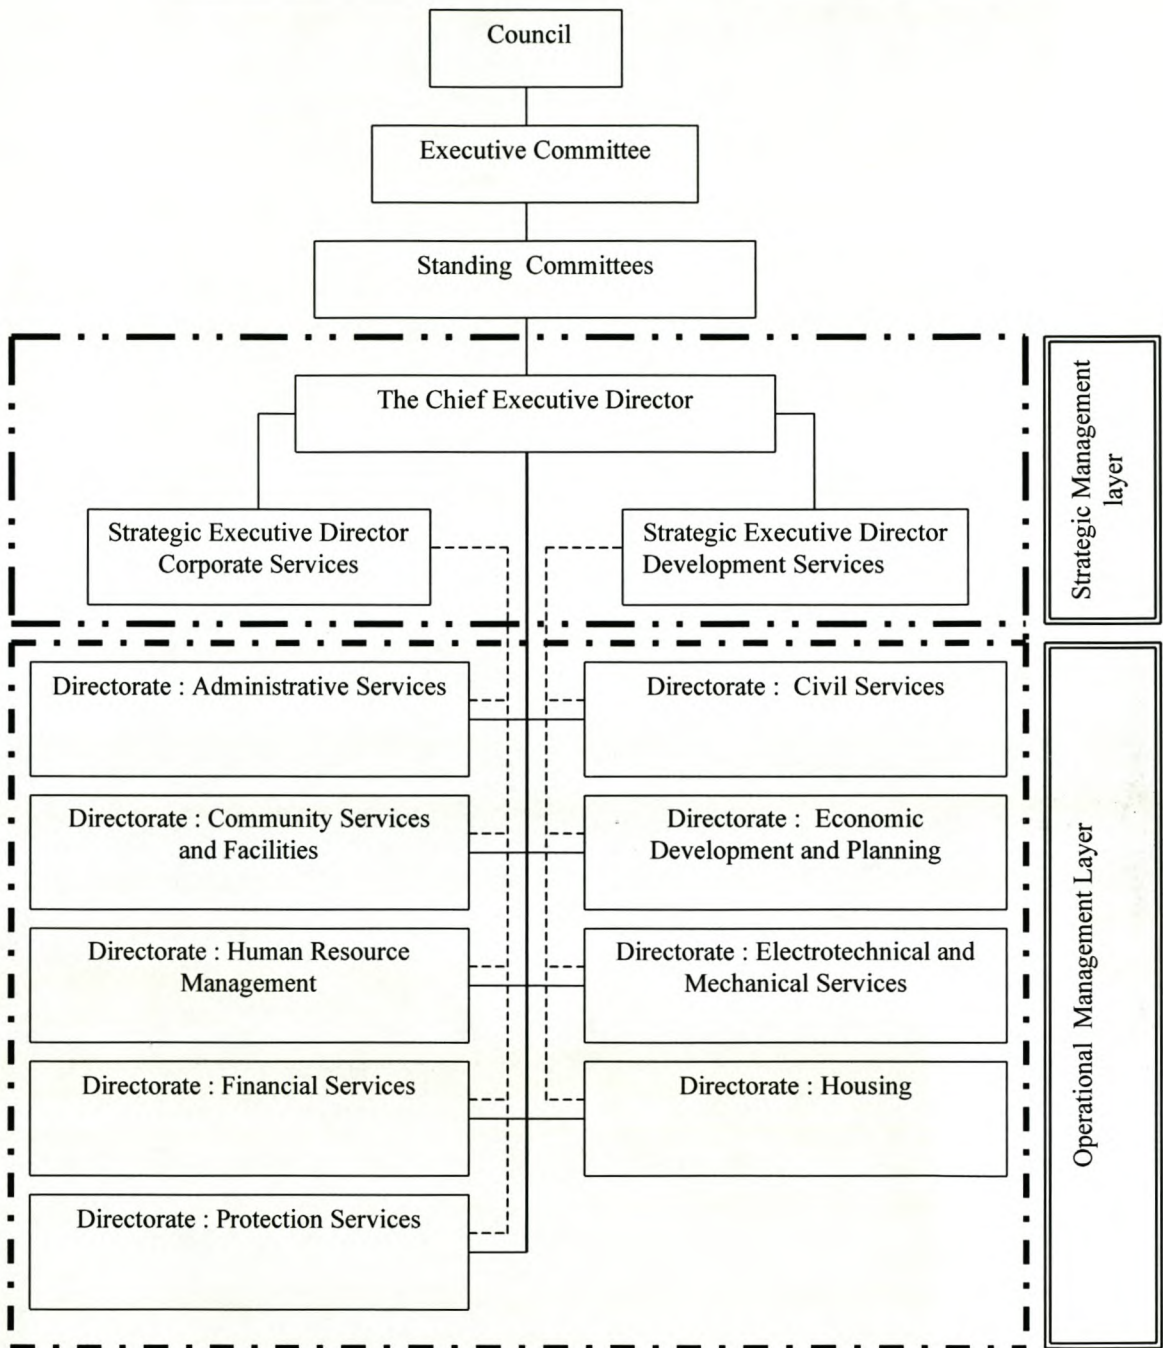 Council
Executive Committee
Standing Committees
The Chief Executive Director
Strategic Executive Director
Corporate Services
Strategic Executive Director
Development Services
Strategic Management
layer
Directorate : Administrative Services
Directorate : Civil Services
Directorate : Community Services
and Facilities
Directorate : Economic
Development and Planning
Directorate : Human Resource
Management
Directorate : Electrotechnical and
Mechanical Services
Directorate : Financial Services
Directorate : Housing
Directorate : Protection Services
Operational Management Layer